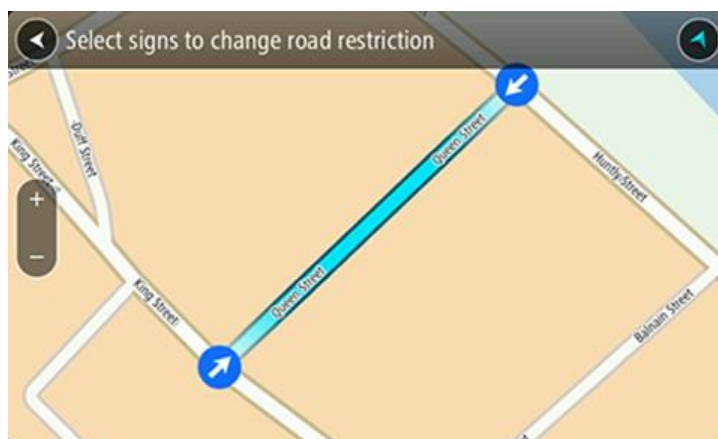 Select signs to change road restriction
Duff Street
King Street
Queen Street
Huntly Street
Queen Street
King Street
Balnain Street
+
−